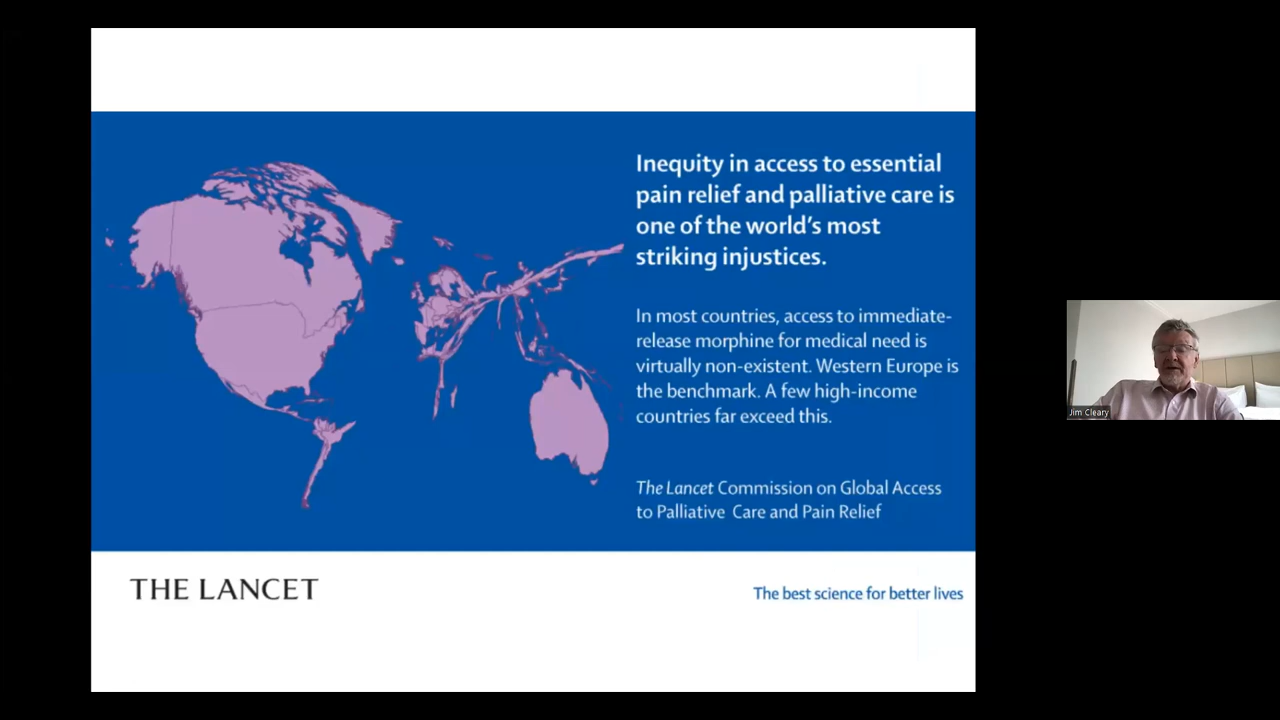 Inequity in access to essential
pain relief and palliative care is
one of the world's most
striking injustices.
In most countries, access to immediate-
release morphine for medical need is
virtually non-existent. Western Europe is
the benchmark. A few high-income
countries far exceed this.
The Lancet Commission on Global Access
to Palliative Care and Pain Relief
THE LANCET
The best science for better lives
Jim Cleary